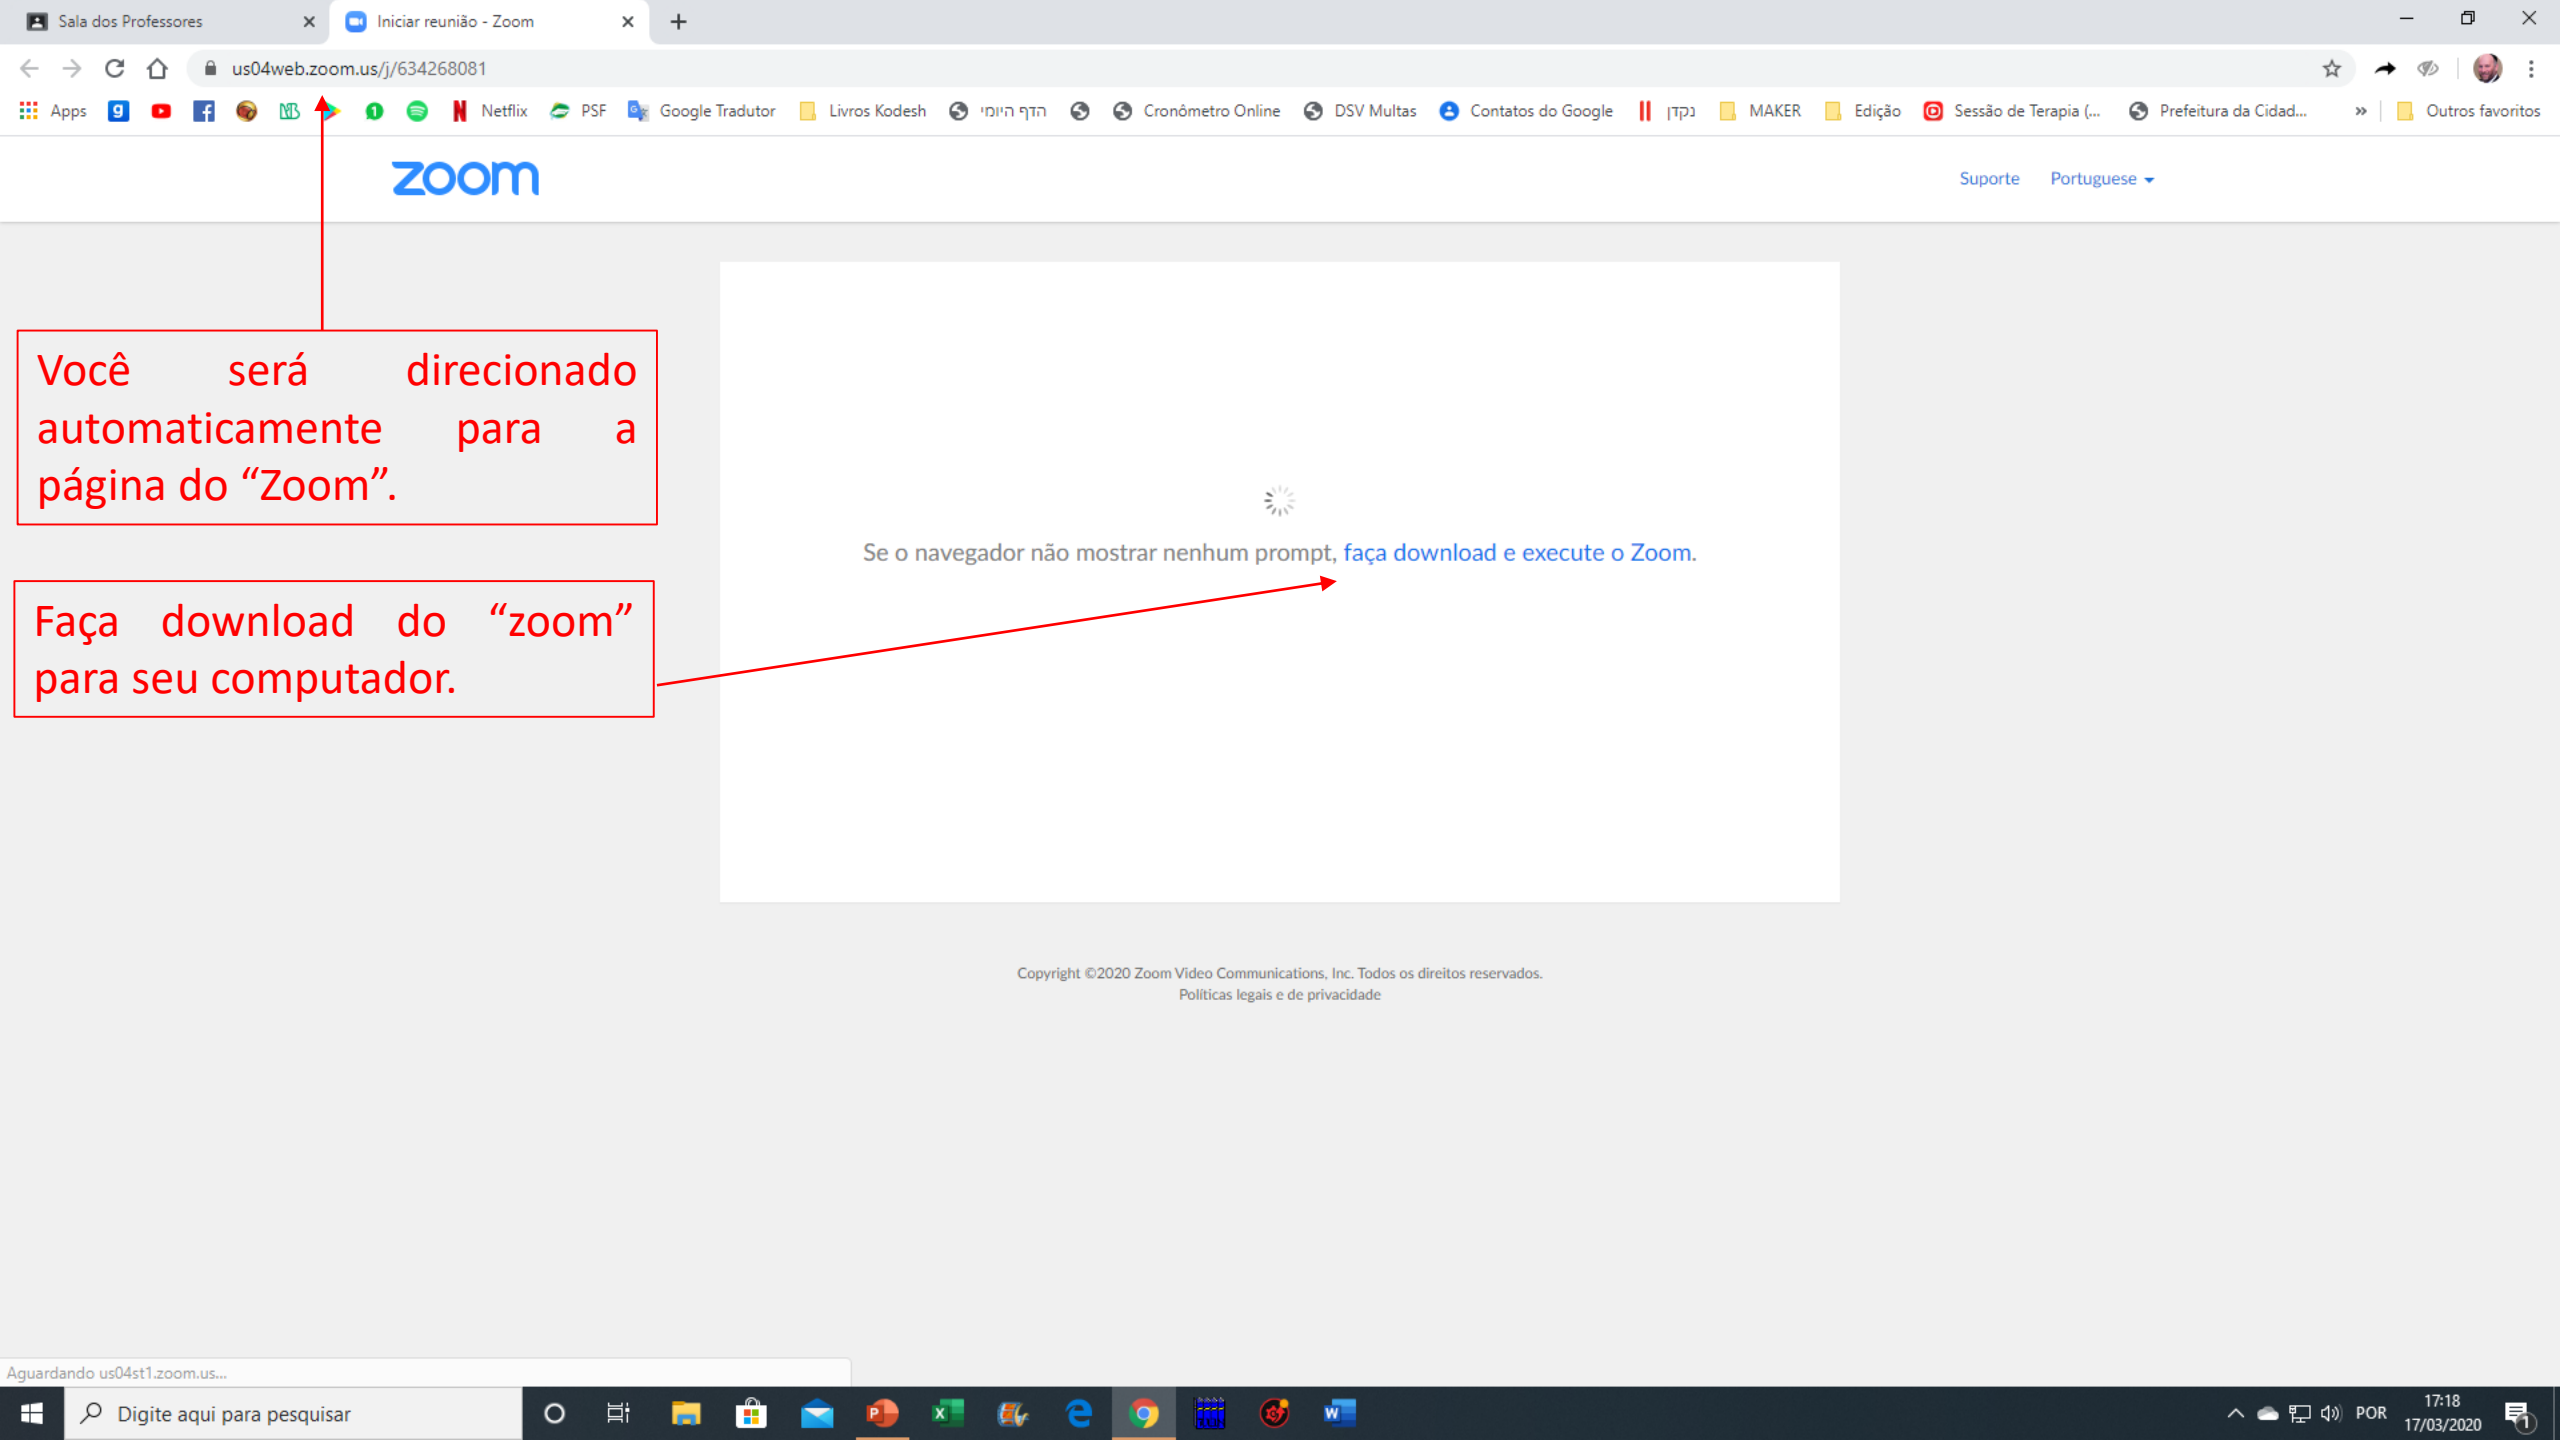 Sala dos Professores
Iniciar reunião - Zoom
us04web.zoom.us/j/634268081
Apps
Netflix
PSF
Google Tradutor
Livros Kodesh
הדף היומי
Cronômetro Online
DSV Multas
Contatos do Google
נקדן
MAKER
Edição
Sessão de Terapia (...
Prefeitura da Cidad...
»
Outros favoritos
zoom
Suporte
Portuguese
Você será direcionado
automaticamente para a
página do “Zoom”.
Se o navegador não mostrar nenhum prompt, faça download e execute o Zoom.
Faça download do “zoom”
para seu computador.
Copyright ©2020 Zoom Video Communications, Inc. Todos os direitos reservados.
Políticas legais e de privacidade
Aguardando us04st1.zoom.us...
Digite aqui para pesquisar
POR
17:18
17/03/2020